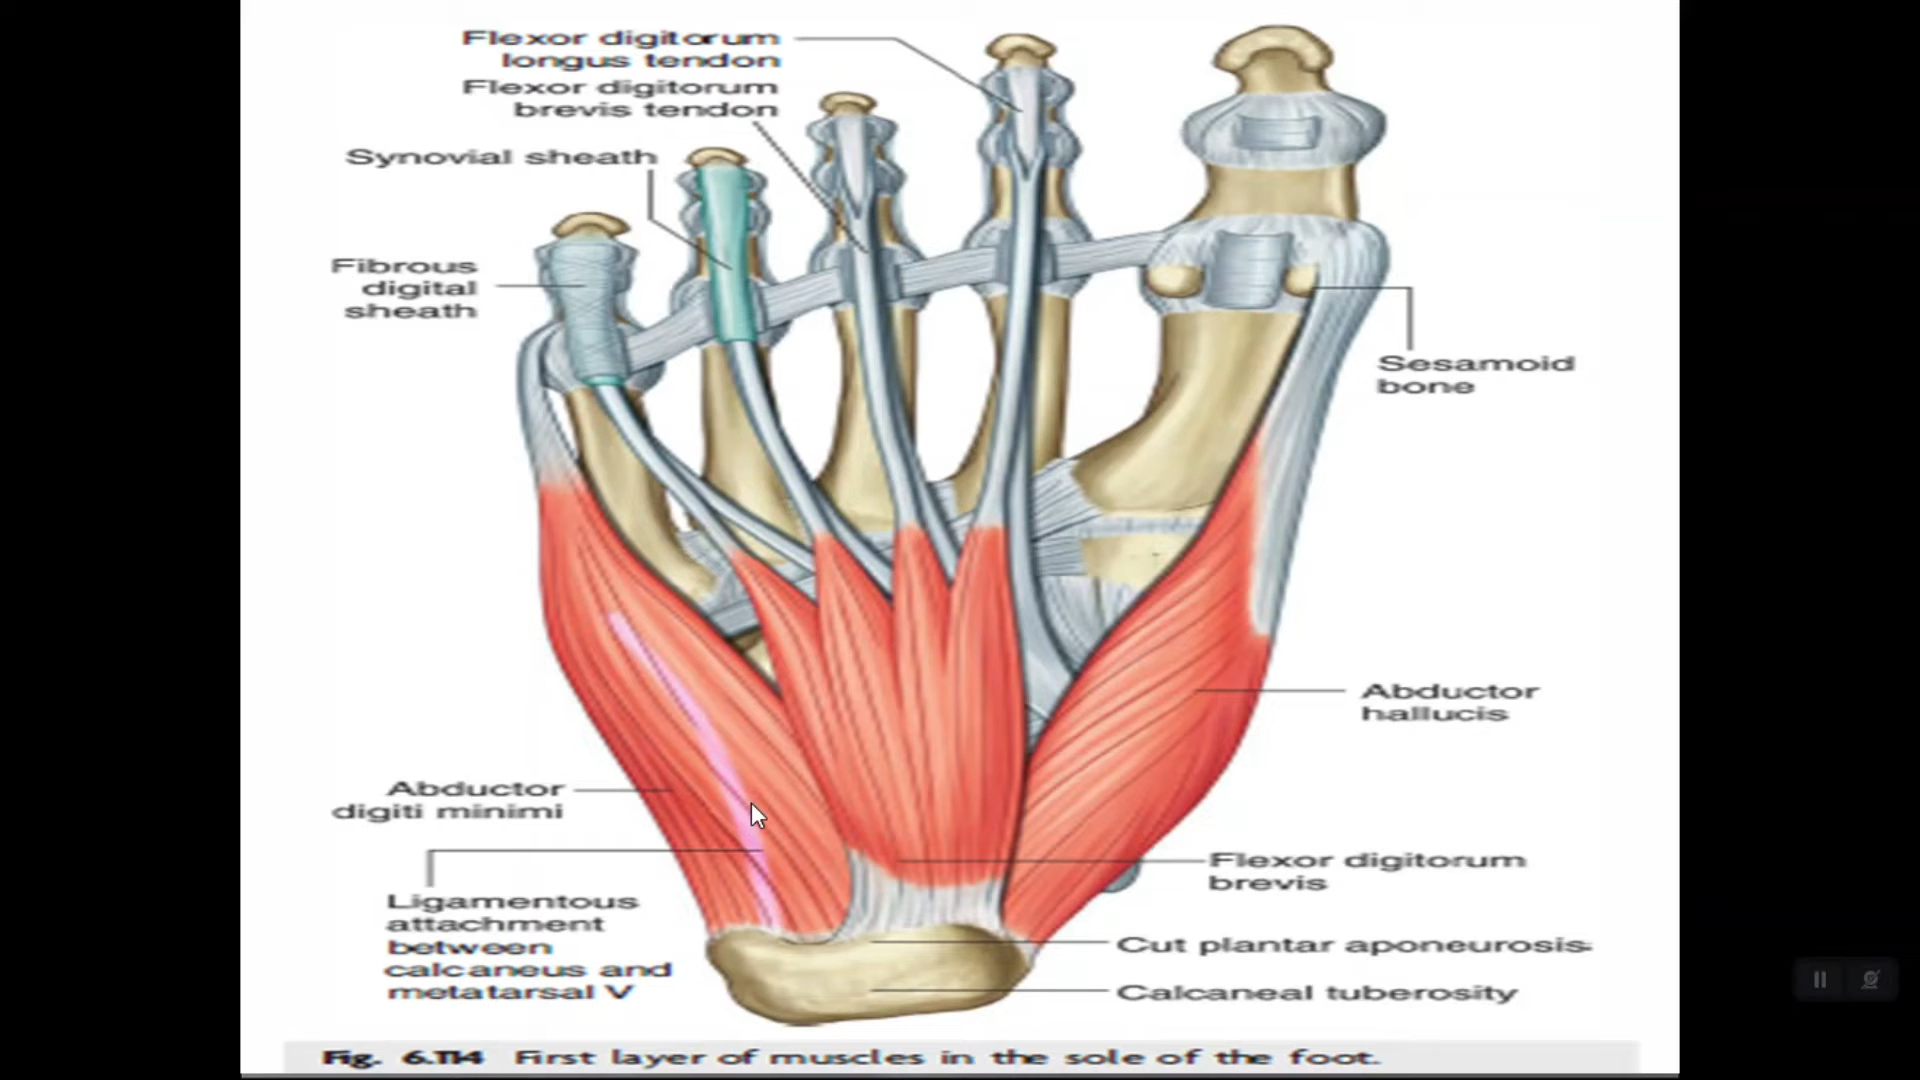 Flexor digitorum
longus tendon
Flexor digitorum
brevis tendon
Synovial sheath
Fibrous
digital
sheath
Sesamoid
bone
Abductor
hallucis
Abductor
digiti minimi
Flexor digitorum
brevis
Ligamentous
attachment
between
calcaneus and
metatarsal V
Cut plantar aponeurosis
Calcaneal tuberosity
Fig. 6.114 First layer of muscles in the sole of the foot.